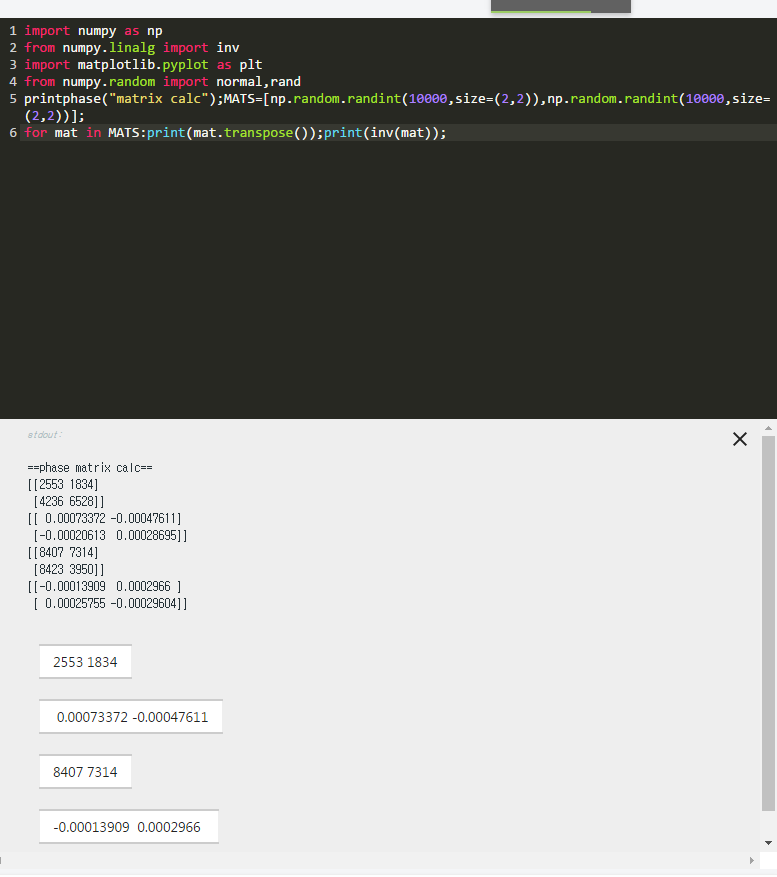 1 import numpy as np
2 from numpy.linalg import inv
3 import matplotlib.pyplot as plt
4 from numpy.random import normal,rand
5 printphase("matrix calc");MATS=[np.random.randint(10000,size=(2,2)),np.random.randint(10000,size=
(2,2))];
6 for mat in MATS:print(mat.transpose());print(inv(mat));
stdout:
==phase matrix calc==
[[2553 1834]
 [4236 6528]]
[[ 0.00073372 -0.00047611]
 [-0.00020613  0.00028695]]
[[8407 7314]
 [8423 3950]]
[[-0.00013909  0.0002966 ]
 [ 0.00025755 -0.00029604]]
2553 1834
0.00073372 -0.00047611
8407 7314
-0.00013909  0.0002966